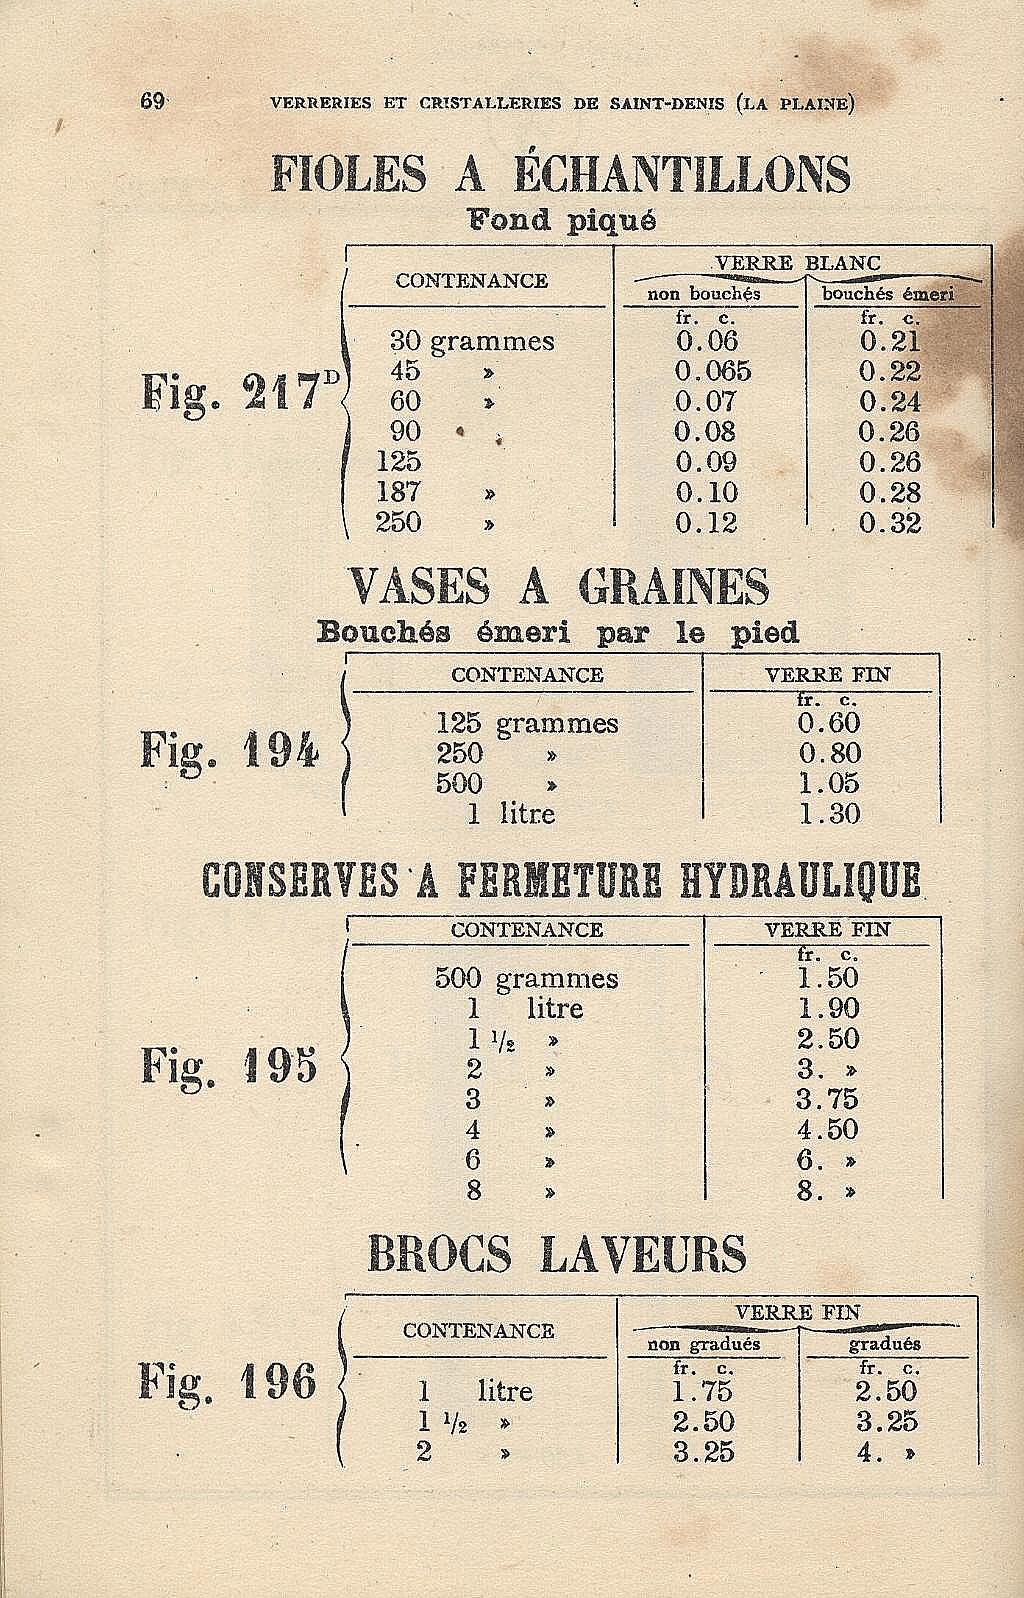 69 VERRERIES ET CRISTALLERIES DE SAINT-DENIS (LA PLAINE)
FIOLES A ÉCHANTILLONS
Fond piqué
CONTENANCE VERRE BLANC
non bouchés bouchés émeri
fr. c. fr. c.
Fig. 217D
30 grammes 0.06 0.21
45 » 0.065 0.22
60 » 0.07 0.24
90 0.08 0.26
125 0.09 0.26
187 » 0.10 0.28
250 » 0.12 0.32
VASES A GRAINES
Bouchés émeri par le pied
CONTENANCE VERRE FIN
fr. c.
Fig. 194
125 grammes 0.60
250 » 0.80
500 » 1.05
1 litre 1.30
CONSERVES A FERMETURE HYDRAULIQUE
CONTENANCE VERRE FIN
fr. c.
Fig. 195
500 grammes 1.50
1 litre 1.90
1 1/2 » 2.50
2 » 3. »
3 » 3.75
4 » 4.50
6 » 6. »
8 » 8. »
BROCS LAVEURS
CONTENANCE VERRE FIN
non gradués gradués
fr. c. fr. c.
Fig. 196
1 litre 1.75 2.50
1 1/2 » 2.50 3.25
2 » 3.25 4. »